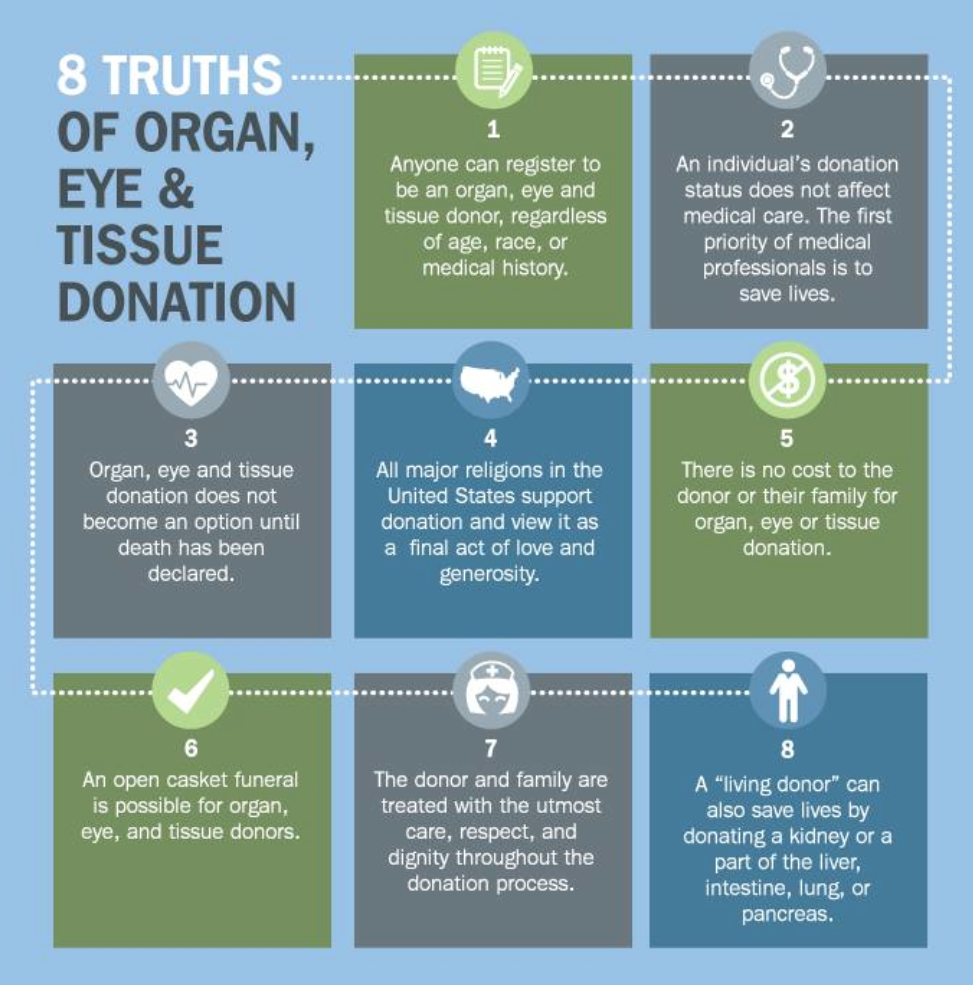 8 TRUTHS
OF ORGAN,
EYE &
TISSUE
DONATION
1
Anyone can register to
be an organ, eye and
tissue donor, regardless
of age, race, or
medical history.
2
An individual's donation
status does not affect
medical care. The first
priority of medical
professionals is to
save lives.
3
Organ, eye and tissue
donation does not
become an option until
death has been
declared.
4
All major religions in the
United States support
donation and view it as
a final act of love and
generosity.
5
There is no cost to the
donor or their family for
organ, eye or tissue
donation.
6
An open casket funeral
is possible for organ,
eye, and tissue donors.
7
The donor and family are
treated with the utmost
care, respect, and
dignity throughout the
donation process.
8
A “living donor” can
also save lives by
donating a kidney or a
part of the liver,
intestine, lung, or
pancreas.